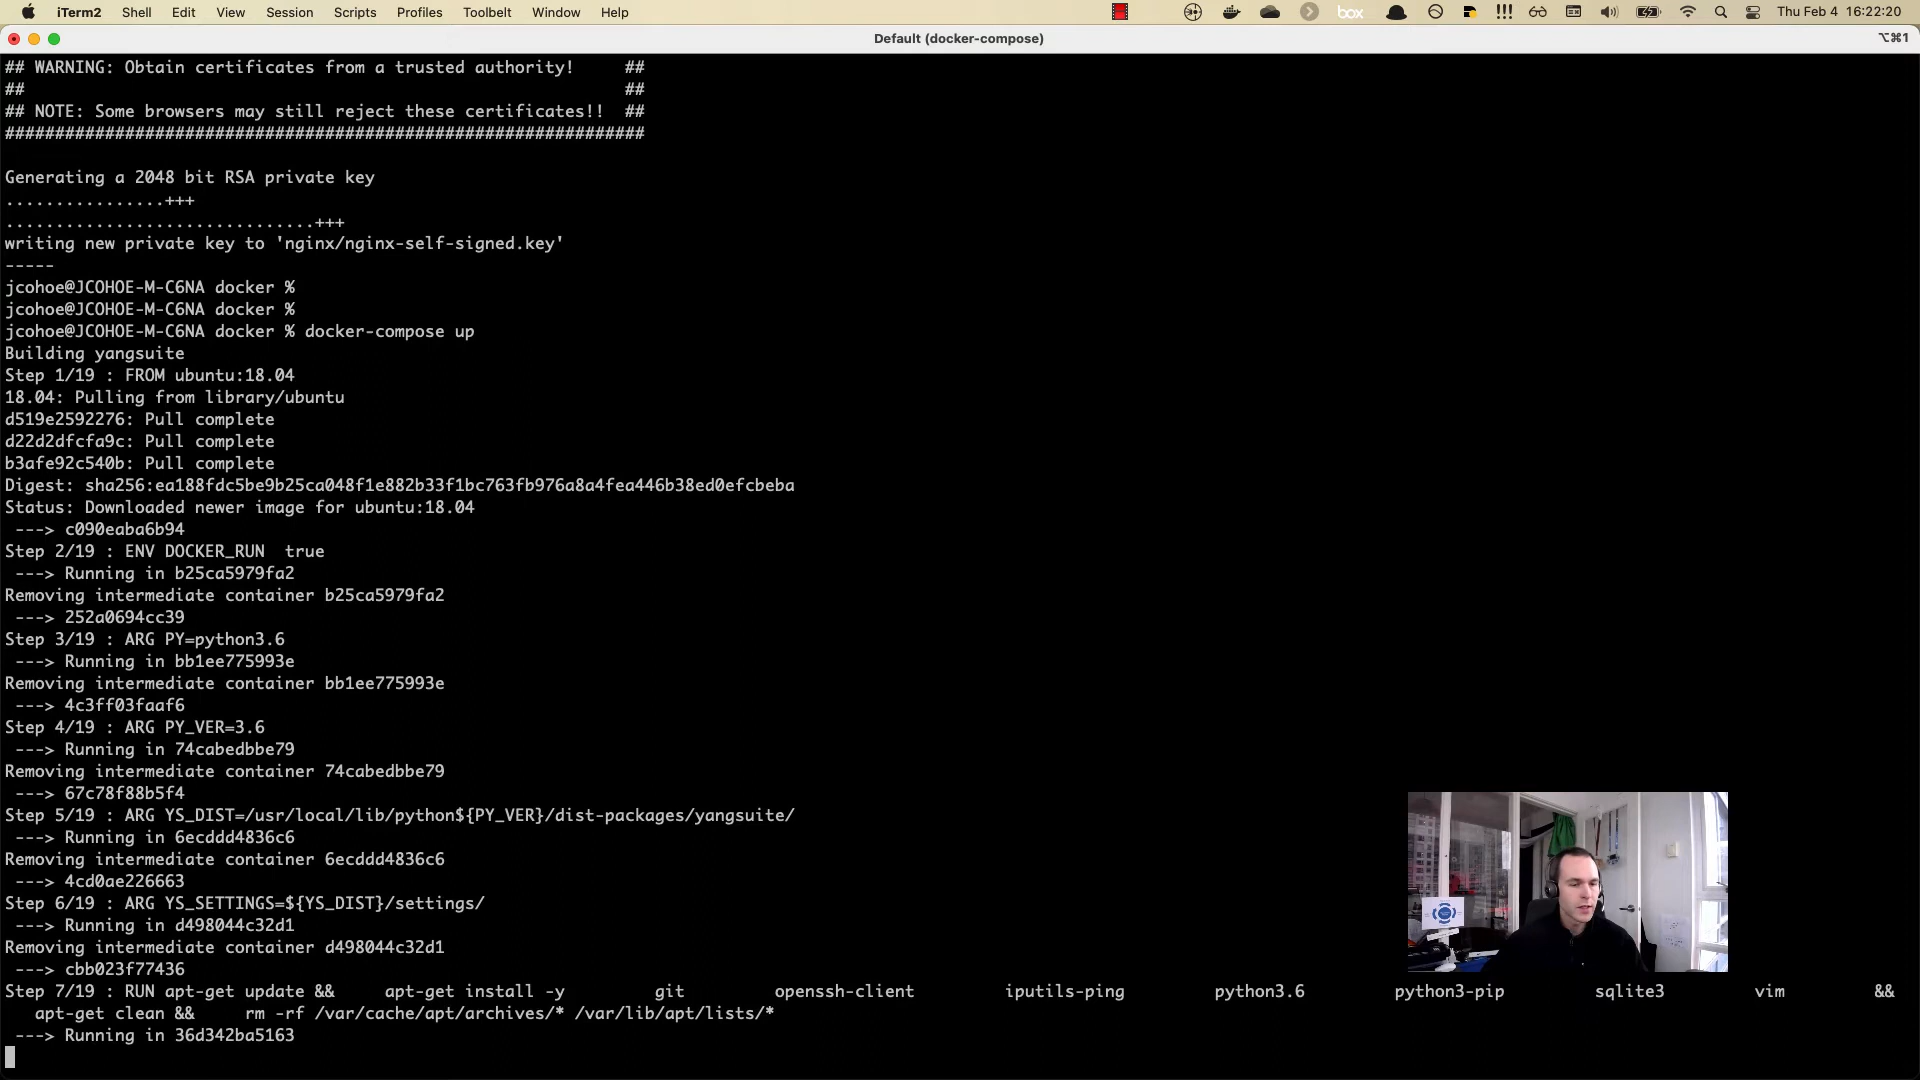 iTerm2 Shell Edit View Session Scripts Profiles Toolbelt Window Help box Thu Feb 4 16:22:20
Default (docker-compose) ⌥⌘1
## WARNING: Obtain certificates from a trusted authority! ##
## ##
## NOTE: Some browsers may still reject these certificates!! ##
################################################################
Generating a 2048 bit RSA private key
................+++
...............................+++
writing new private key to 'nginx/nginx-self-signed.key'
-----
jcohoe@JCOHOE-M-C6NA docker %
jcohoe@JCOHOE-M-C6NA docker %
jcohoe@JCOHOE-M-C6NA docker % docker-compose up
Building yangsuite
Step 1/19 : FROM ubuntu:18.04
18.04: Pulling from library/ubuntu
d519e2592276: Pull complete
d22d2dfcfa9c: Pull complete
b3afe92c540b: Pull complete
Digest: sha256:ea188fdc5be9b25ca048f1e882b33f1bc763fb976a8a4fea446b38ed0efcbeba
Status: Downloaded newer image for ubuntu:18.04
---> c090eaba6b94
Step 2/19 : ENV DOCKER_RUN true
---> Running in b25ca5979fa2
Removing intermediate container b25ca5979fa2
---> 252a0694cc39
Step 3/19 : ARG PY=python3.6
---> Running in bb1ee775993e
Removing intermediate container bb1ee775993e
---> 4c3ff03faaf6
Step 4/19 : ARG PY_VER=3.6
---> Running in 74cabedbbe79
Removing intermediate container 74cabedbbe79
---> 67c78f88b5f4
Step 5/19 : ARG YS_DIST=/usr/local/lib/python${PY_VER}/dist-packages/yangsuite/
---> Running in 6ecddd4836c6
Removing intermediate container 6ecddd4836c6
---> 4cd0ae226663
Step 6/19 : ARG YS_SETTINGS=${YS_DIST}/settings/
---> Running in d498044c32d1
Removing intermediate container d498044c32d1
---> cbb023f77436
Step 7/19 : RUN apt-get update && apt-get install -y git openssh-client iputils-ping python3.6 python3-pip sqlite3 vim &&
apt-get clean && rm -rf /var/cache/apt/archives/* /var/lib/apt/lists/*
---> Running in 36d342ba5163